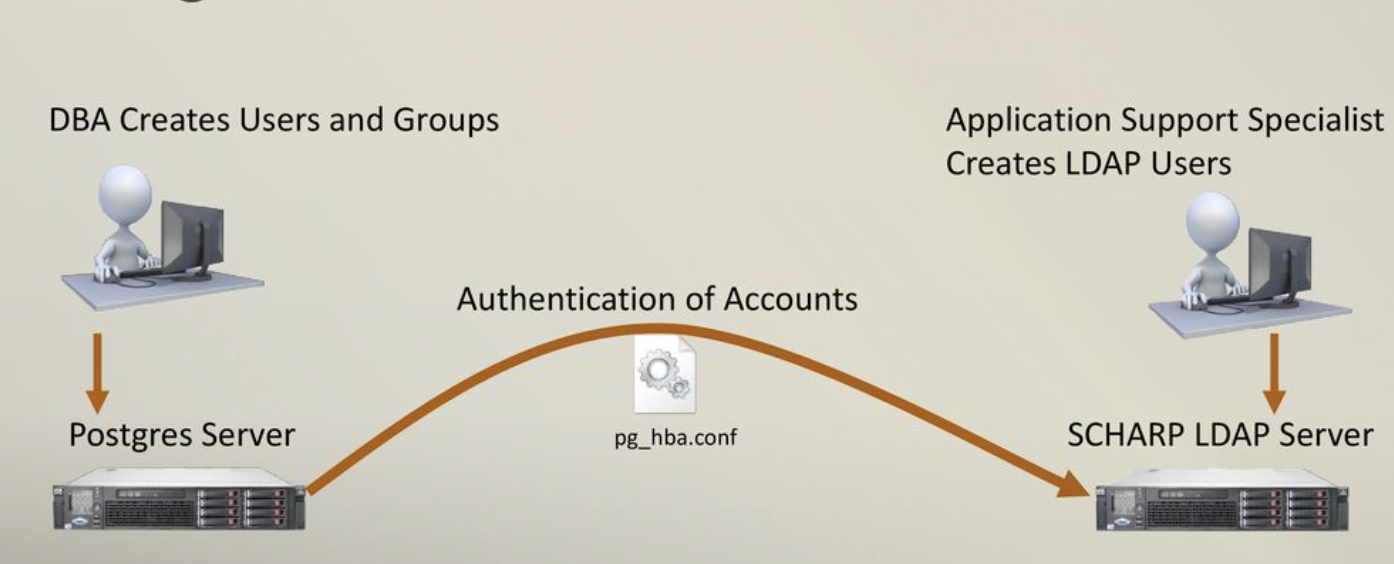 DBA Creates Users and Groups
Application Support Specialist
Creates LDAP Users
Authentication of Accounts
pg_hba.conf
Postgres Server
SCHARP LDAP Server